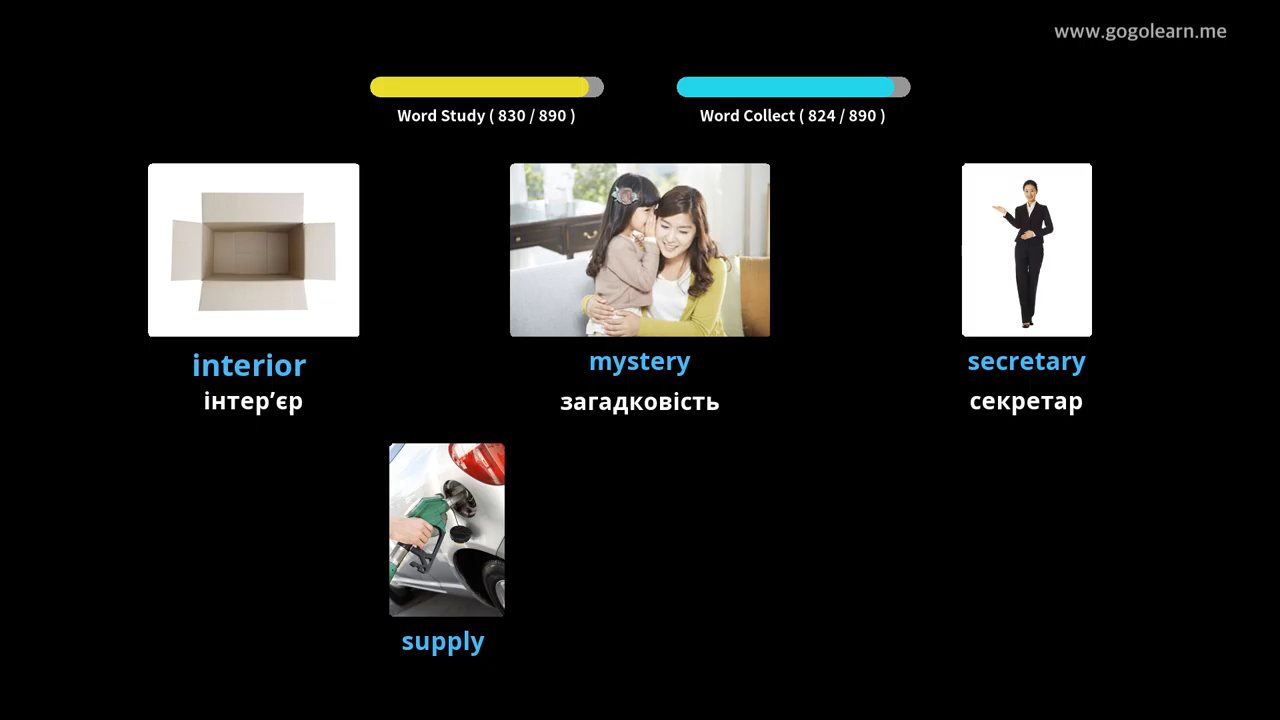 www.gogolearn.me
Word Study ( 830 / 890 )
Word Collect ( 824 / 890 )
interior
інтер’єр
mystery
загадковість
secretary
секретар
supply